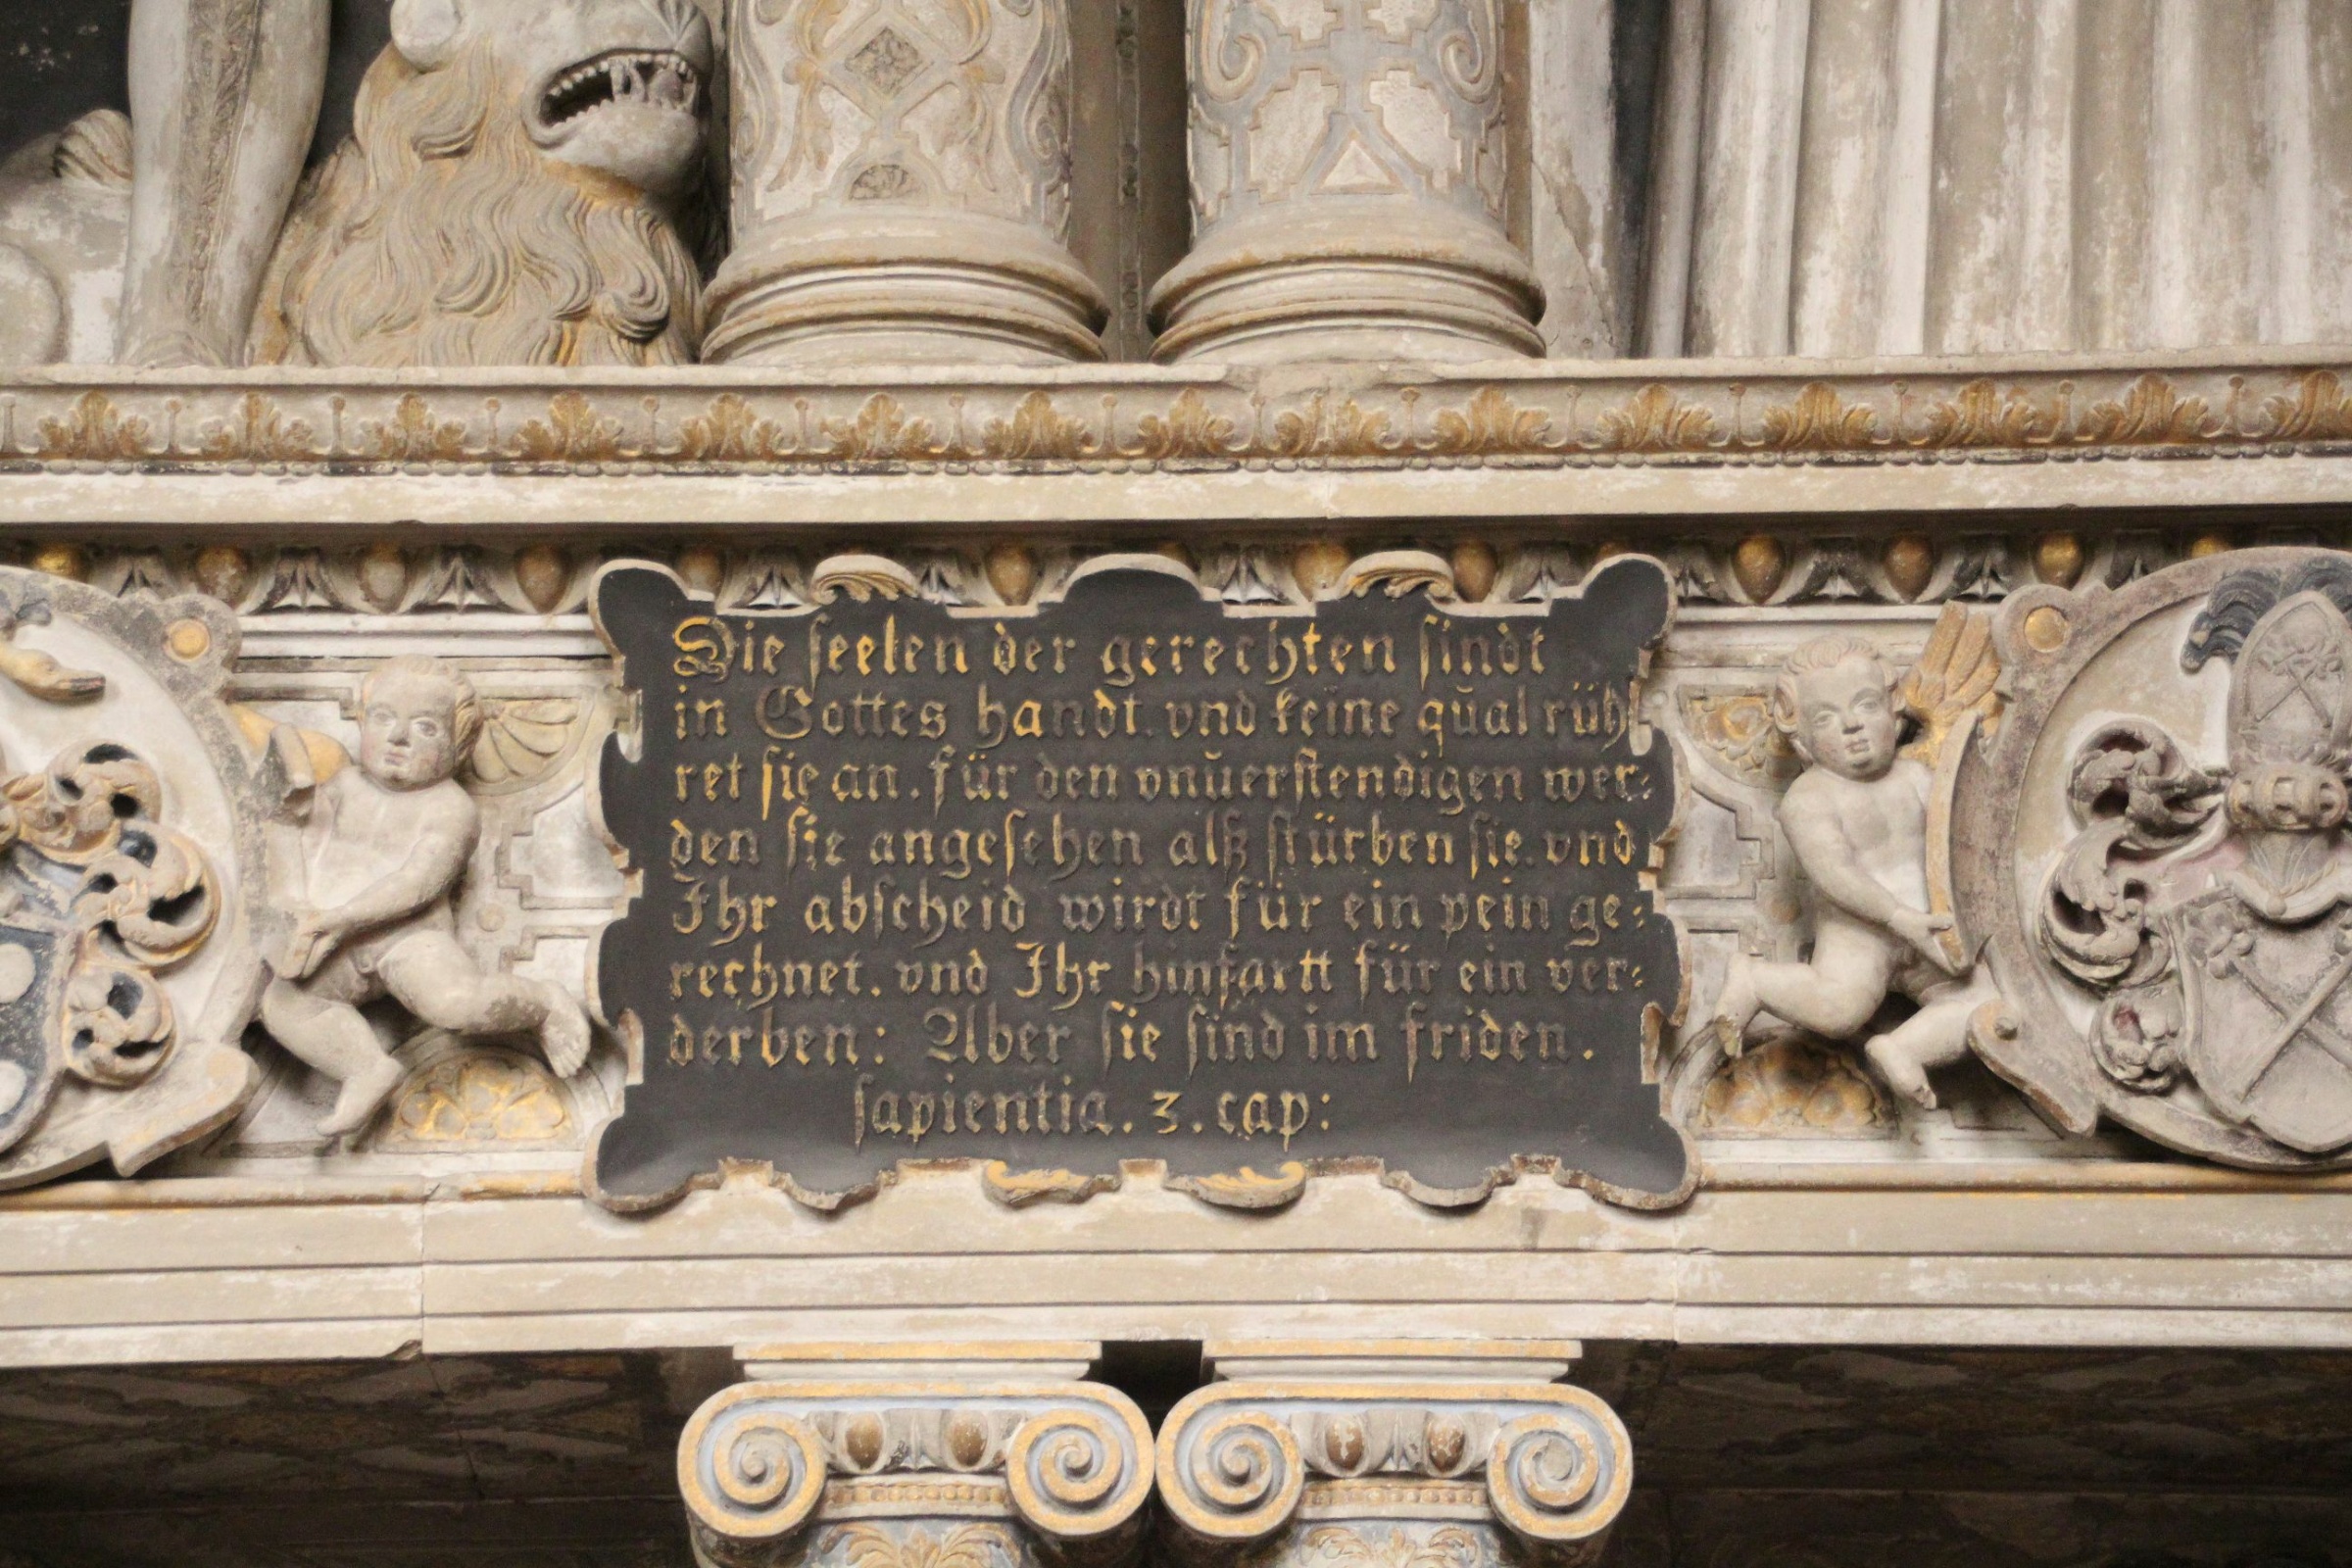 Die seelen der gerechten sindt
in Gottes handt. vnd keine qŭal rüh
ret sie an. für den vnŭerstendigen wer:
den sie angesehen alß stürben sie. vnd
Ihr abscheid wirdt für ein pein ge:
rechnet. vnd Ihr hinfartt für ein ver:
derben: Aber sie sind im friden.
sapientia. 3. cap: